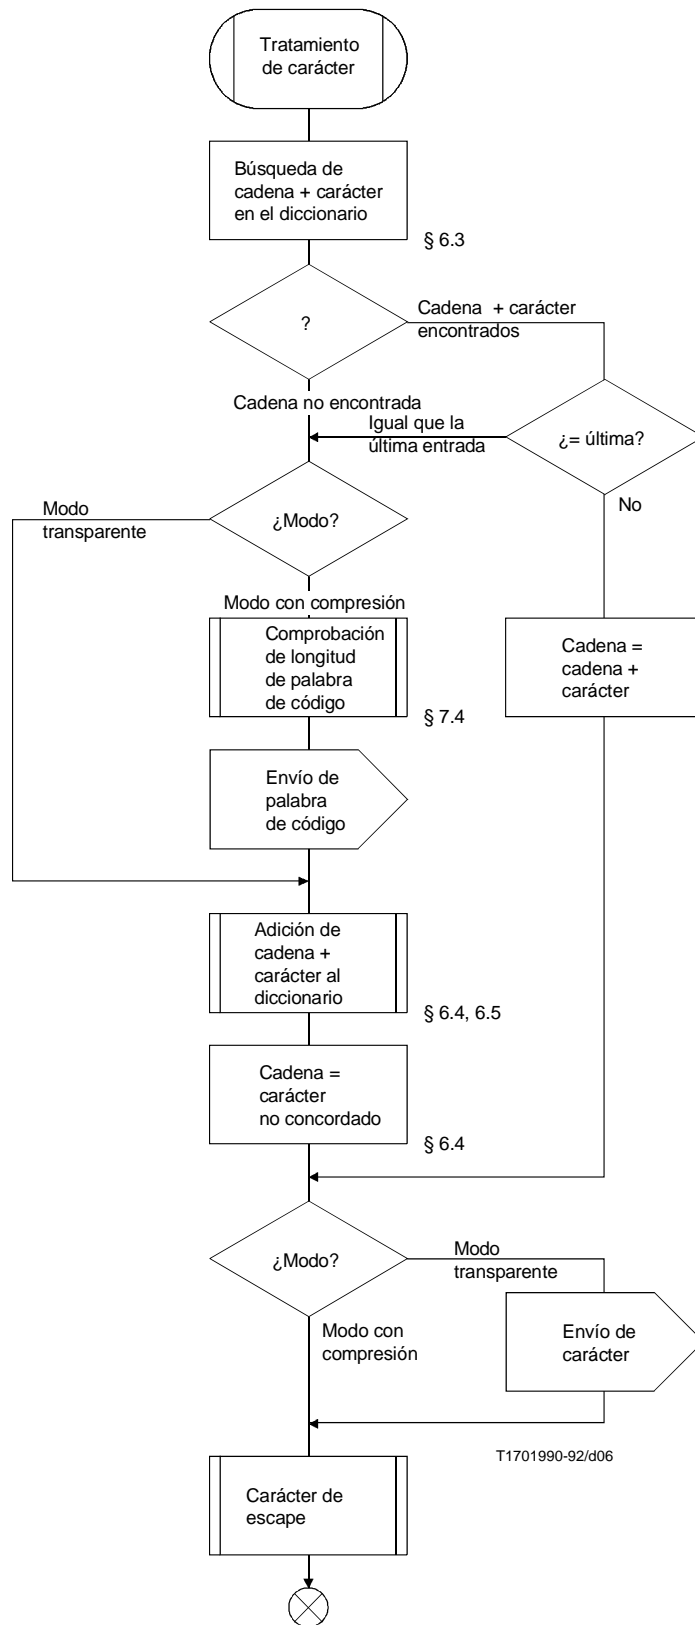 Tratamiento
de carácter
Búsqueda de
cadena + carácter
en el diccionario
§ 6.3
?
Cadena + carácter
encontrados
Cadena no encontrada
Igual que la
última entrada
¿= última?
No
Modo
transparente
¿Modo?
Modo con compresión
Comprobación
de longitud
de palabra
de código
§ 7.4
Cadena =
cadena +
carácter
Envío de
palabra
de código
Adición de
cadena +
carácter al
diccionario
§ 6.4, 6.5
Cadena =
carácter
no concordado
§ 6.4
¿Modo?
Modo
transparente
Modo con
compresión
Envío de
carácter
T1701990-92/d06
Carácter de
escape